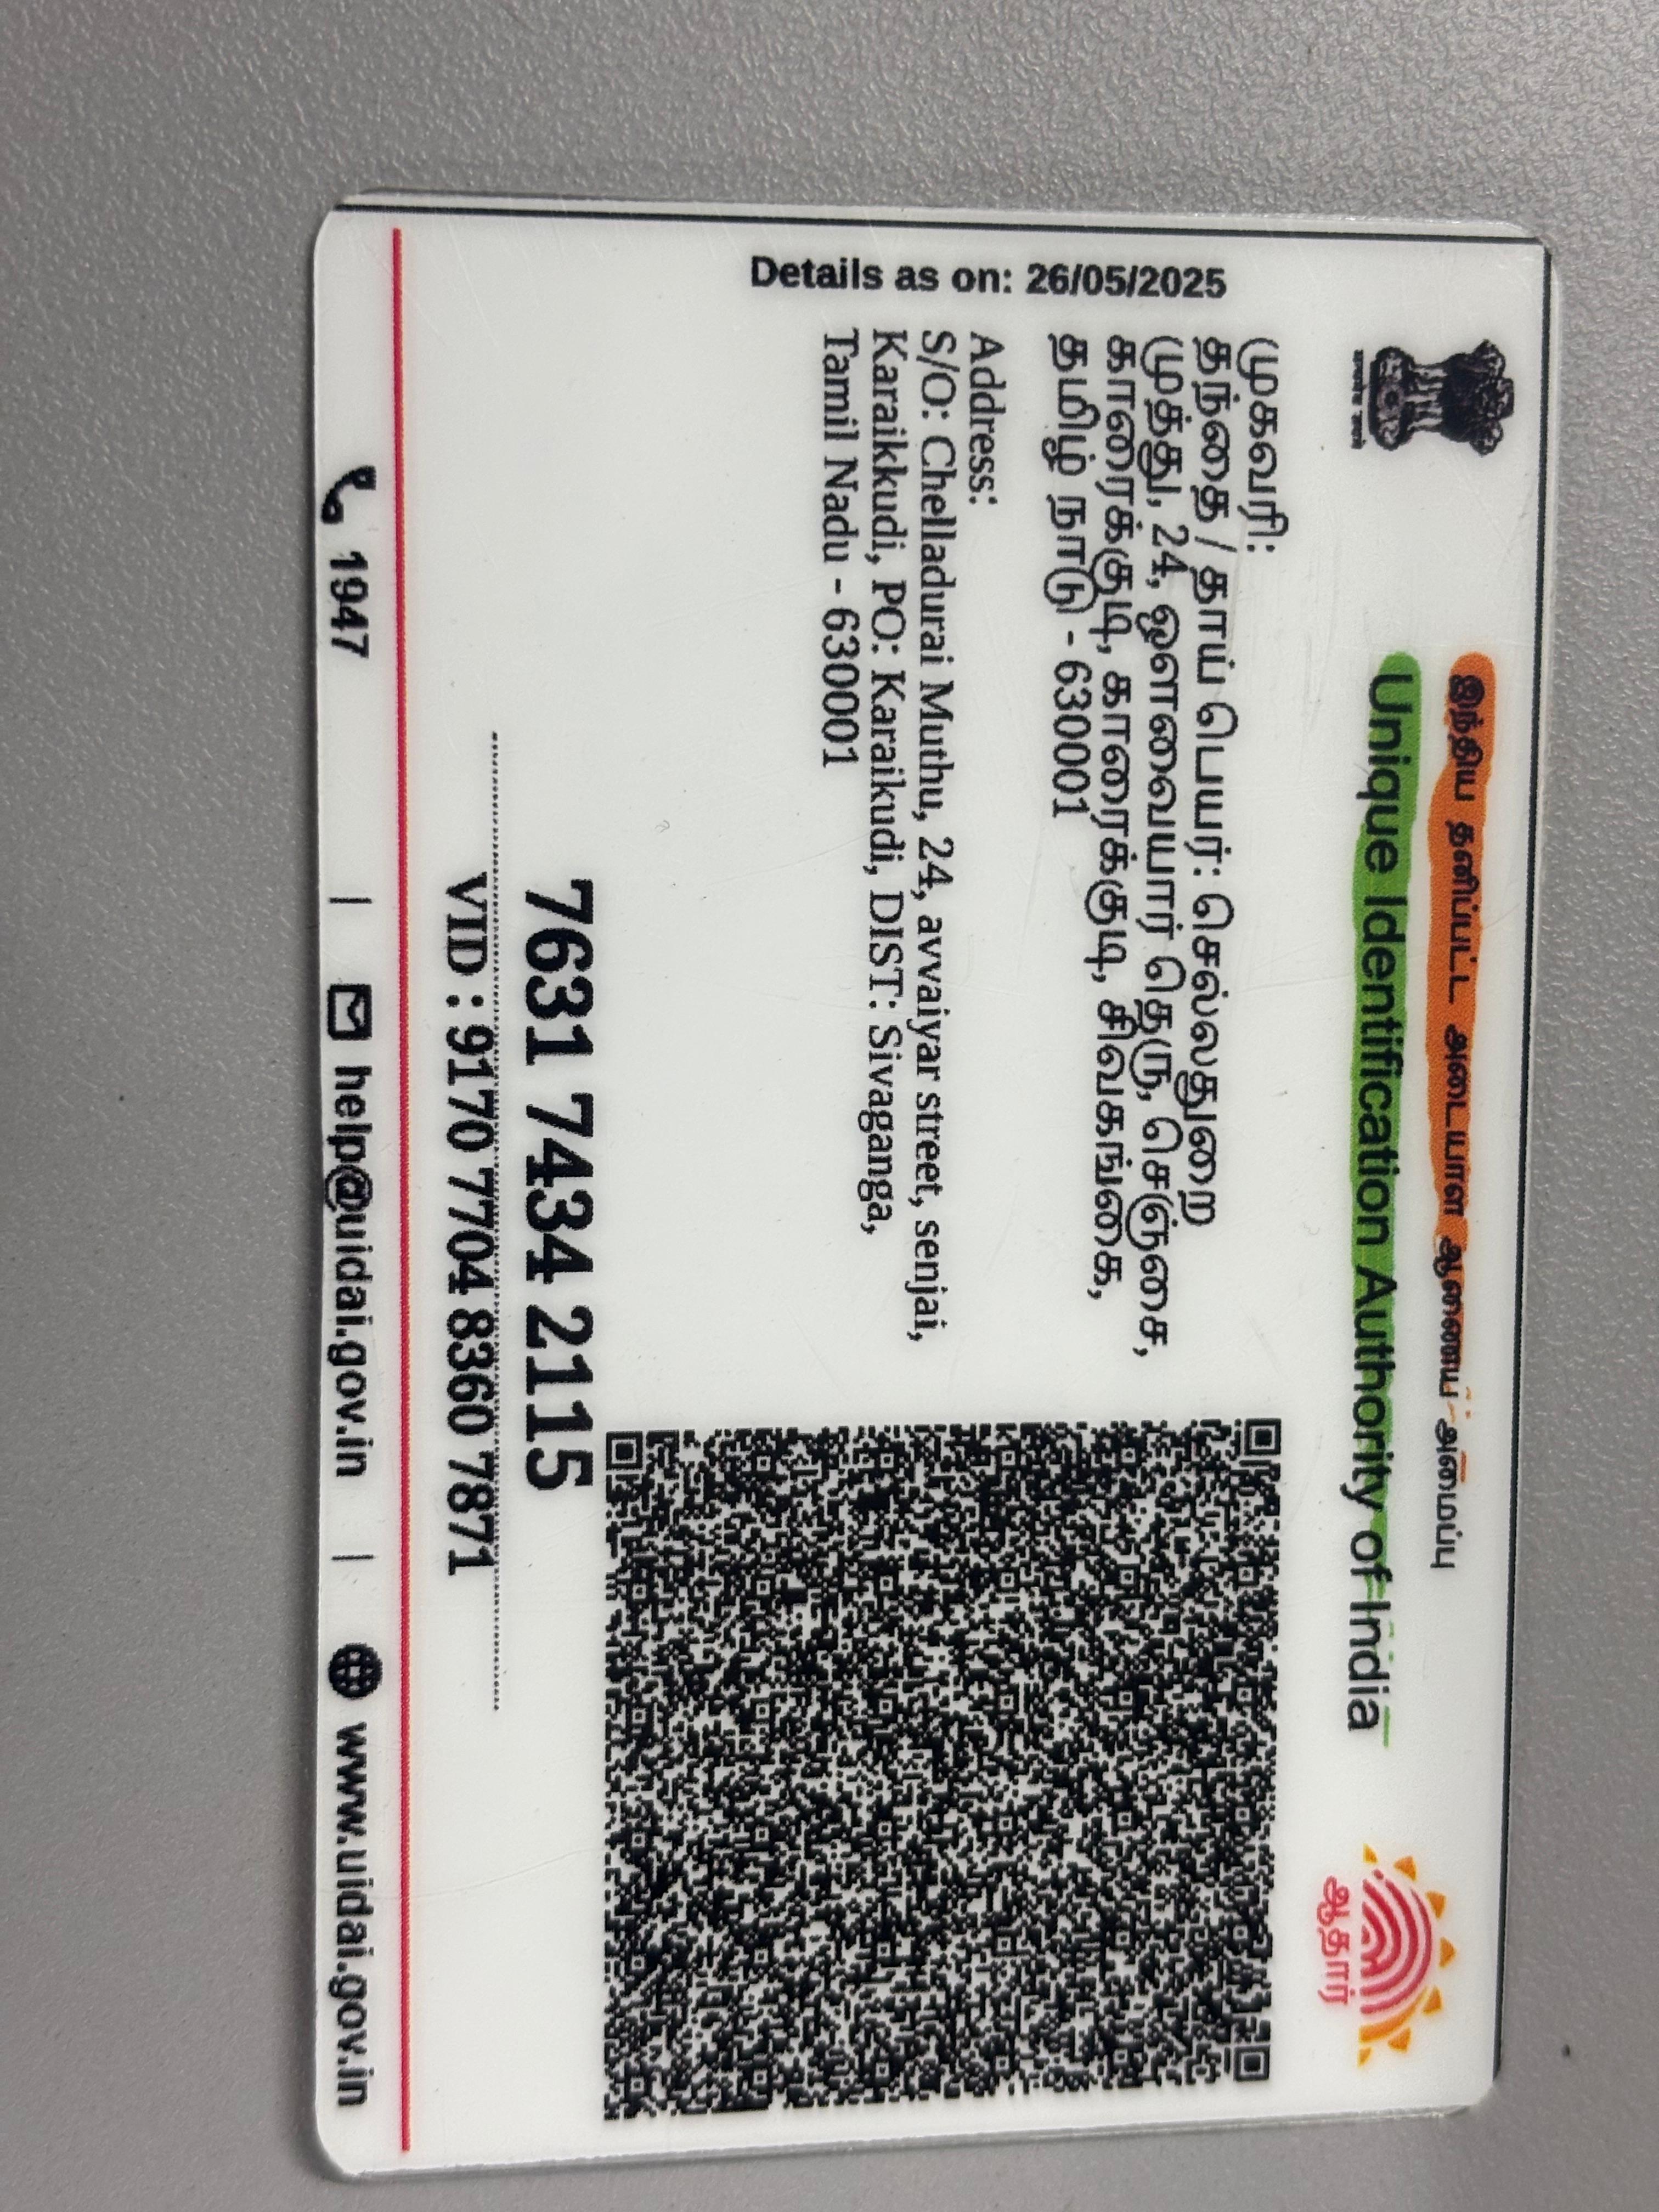 இந்திய தனிப்பட்ட அடையாள ஆணைய அமைப்பு
Unique Identification Authority of India
ஆதார்
Details as on: 26/05/2025
முகவரி:
தந்தை / தாய் பெயர்: செல்லதுறை
முத்து, 24, ஔவையார் தெரு, செஞ்சை,
காரைக்குடி, காரைக்குடி, சிவகங்கை,
தமிழ் நாடு - 630001
Address:
S/O: Chelladurai Muthu, 24, avvaiyar street, senjai,
Karaikkudi, PO: Karaikudi, DIST: Sivaganga,
Tamil Nadu - 630001
7631 7434 2115
VID : 9170 7704 8360 7871
1947 | help@uidai.gov.in | www.uidai.gov.in